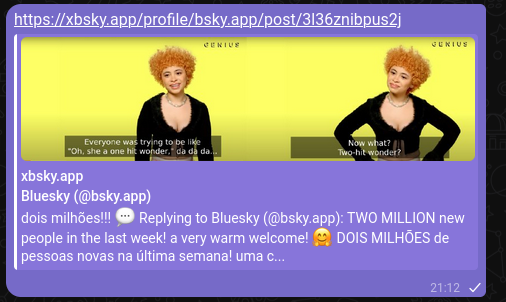 https://xbsky.app/profile/bsky.app/post/3l36znibpus2j
GENIUS
GENIUS
Everyone was trying to be like
"Oh, she a one hit wonder," da da da...
Now what?
Two-hit wonder?
xbsky.app
Bluesky (@bsky.app)
dois milhões!!! 💬 Replying to Bluesky (@bsky.app): TWO MILLION new
people in the last week! a very warm welcome! 🤗 DOIS MILHÕES de
pessoas novas na última semana! uma c...
21:12